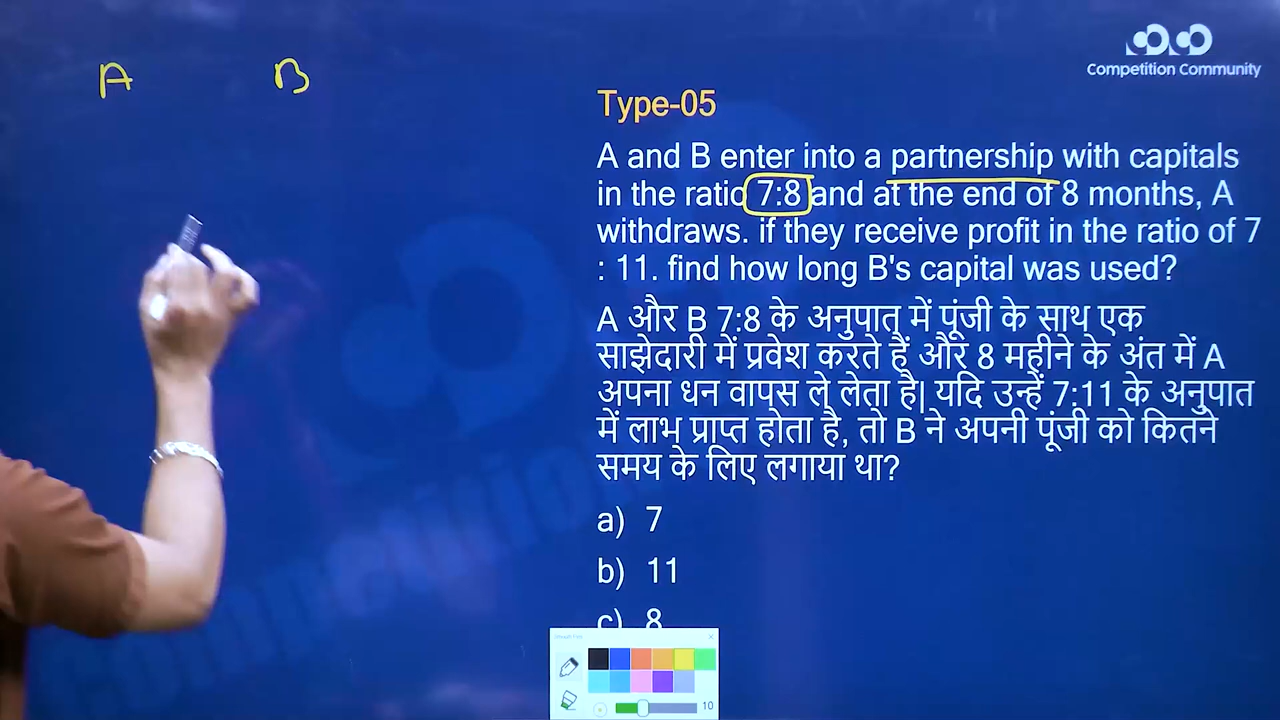 A B
Competition Community
Type-05
A and B enter into a partnership with capitals
in the ratio 7:8 and at the end of 8 months, A
withdraws. if they receive profit in the ratio of 7
: 11. find how long B's capital was used?
A और B 7:8 के अनुपात में पूंजी के साथ एक
साझेदारी में प्रवेश करते हैं और 8 महीने के अंत में A
अपना धन वापस ले लेता है| यदि उन्हें 7:11 के अनुपात
में लाभ प्राप्त होता है, तो B ने अपनी पूंजी को कितने
समय के लिए लगाया था?
a) 7
b) 11
c) 8
10